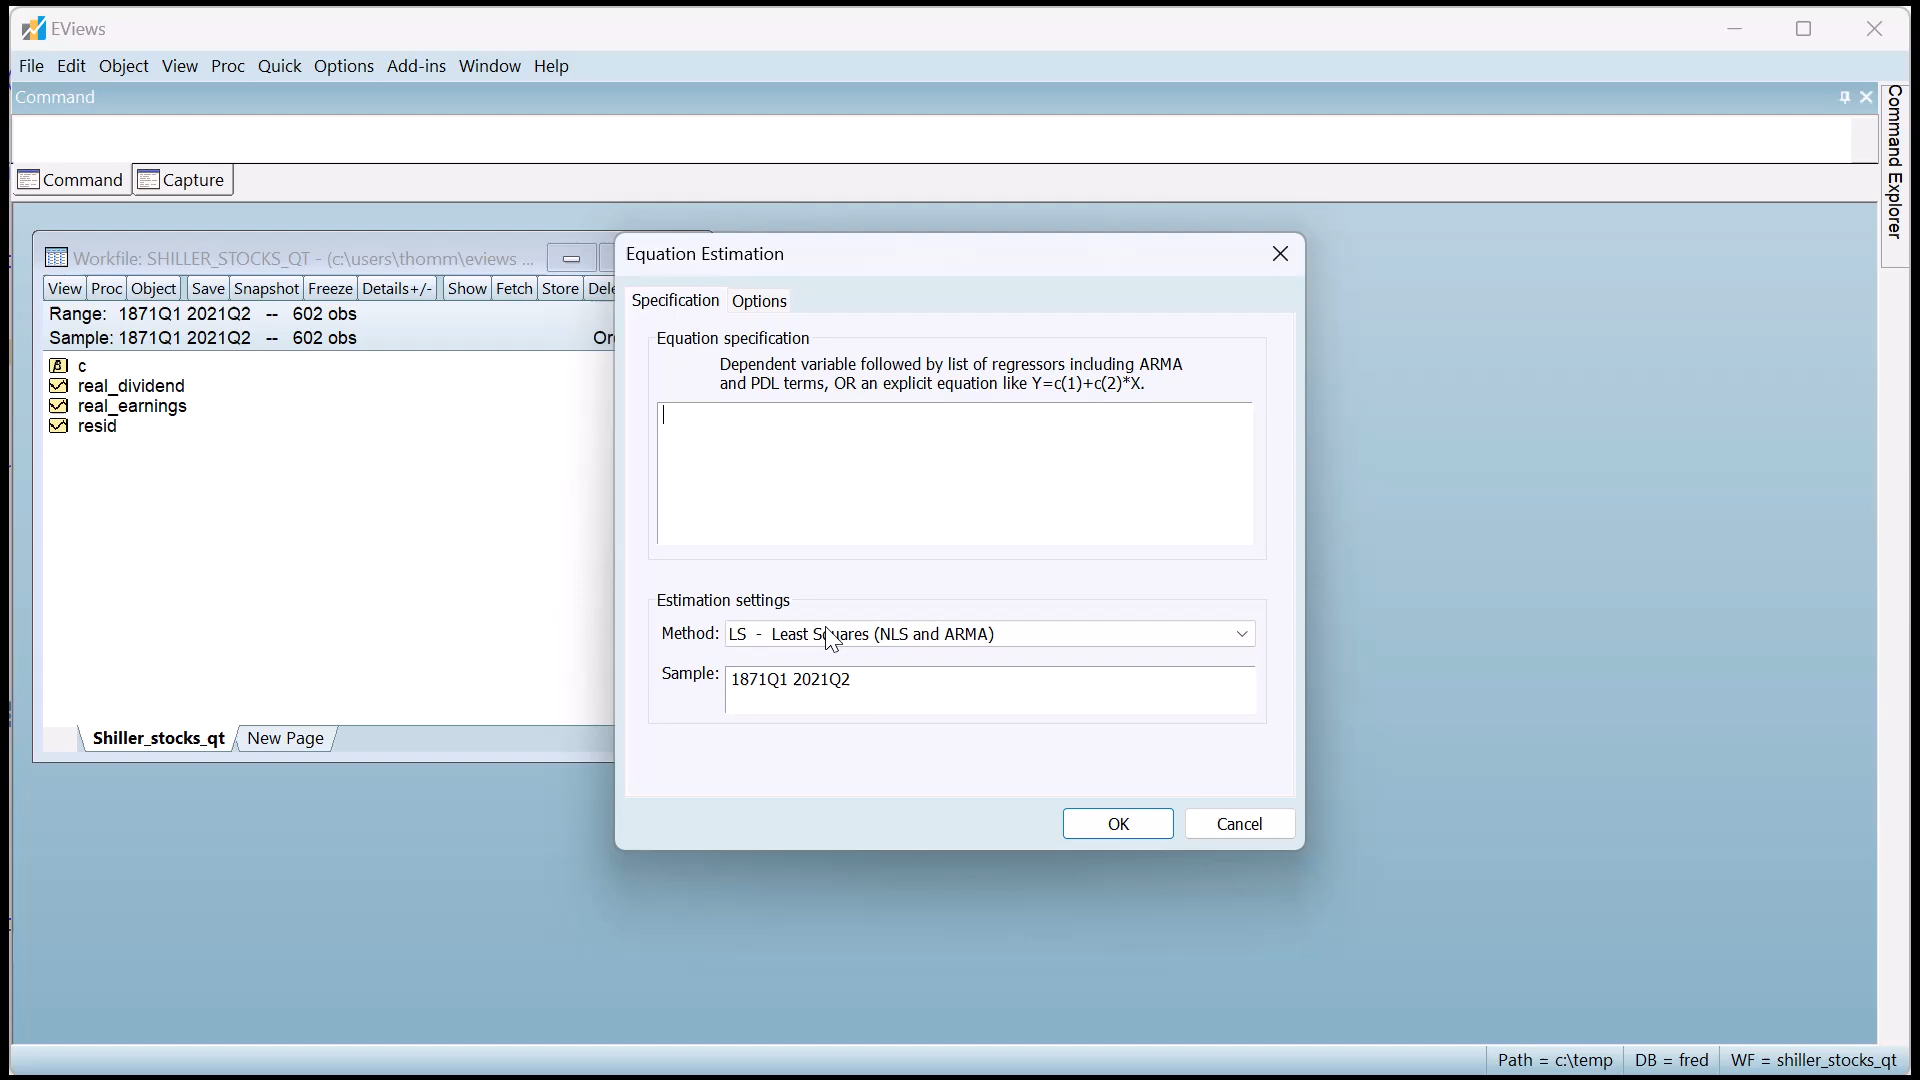 EViews
File Edit Object View Proc Quick Options Add-ins Window Help
Command
Command Capture
Command Explorer
Workfile: SHILLER_STOCKS_QT - (c:\users\thomm\eviews ...
View Proc Object Save Snapshot Freeze Details+/- Show Fetch Store Dele
Range: 1871Q1 2021Q2 -- 602 obs
Sample: 1871Q1 2021Q2 -- 602 obs Or
β c
real_dividend
real_earnings
resid
Shiller_stocks_qt New Page
Equation Estimation
Specification Options
Equation specification
Dependent variable followed by list of regressors including ARMA
and PDL terms, OR an explicit equation like Y=c(1)+c(2)*X.
Estimation settings
Method: LS - Least Squares (NLS and ARMA)
Sample: 1871Q1 2021Q2
OK Cancel
Path = c:\temp DB = fred WF = shiller_stocks_qt